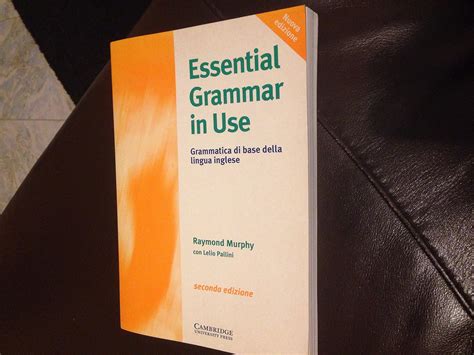 Nuova
edizione
Essential
Grammar
in Use
Grammatica di base della
lingua inglese
Raymond Murphy
con Lelio Pallini
seconda edizione
CAMBRIDGE
UNIVERSITY PRESS